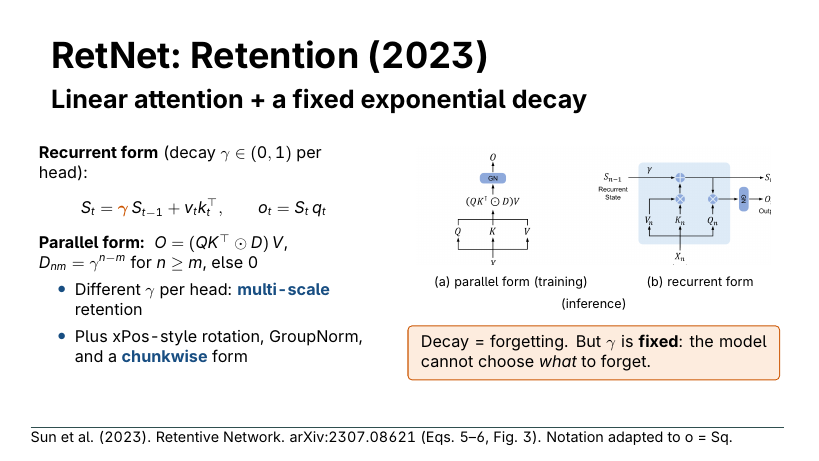 RetNet: Retention (2023)
Linear attention + a fixed exponential decay
Recurrent form (decay γ ∈ (0, 1) per
head):
S_t = γ S_{t−1} + v_t k_t^⊤,  o_t = S_t q_t
Parallel form: O = (QK^⊤ ⊙ D) V,
D_{nm} = γ^{n−m} for n ≥ m, else 0
• Different γ per head: multi-scale
retention
• Plus xPos-style rotation, GroupNorm,
and a chunkwise form
O
GN
(QK^⊤ ⊙ D)V
Q K V
γ
S_{n−1}
Recurrent
State
GN
V_n K_n Q_n
X_n
(a) parallel form (training)
(b) recurrent form
(inference)
Decay = forgetting. But γ is fixed: the model
cannot choose what to forget.
Sun et al. (2023). Retentive Network. arXiv:2307.08621 (Eqs. 5–6, Fig. 3). Notation adapted to o = Sq.